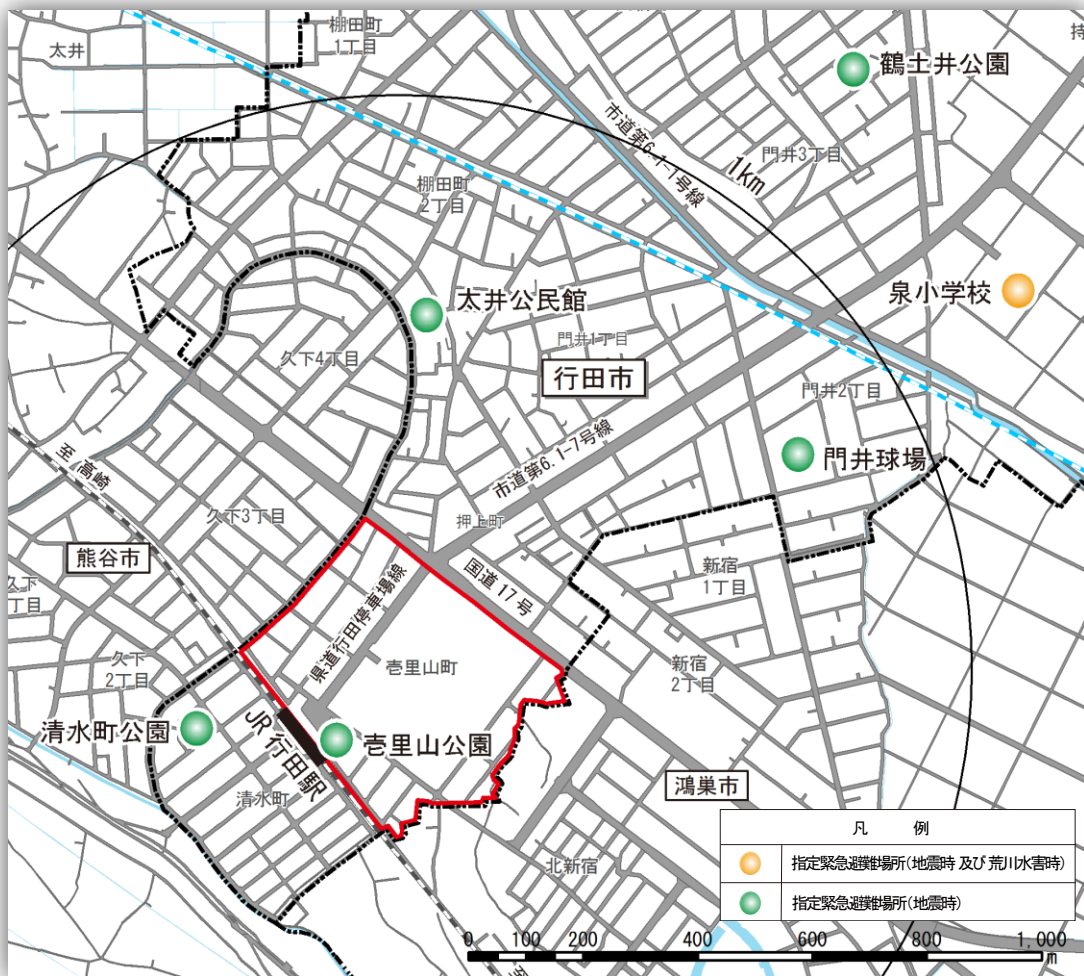 棚田町
1丁目
太井
持
鶴土井公園
市道第6.1-1号線
1km
門井3丁目
棚田町
2丁目
泉小学校
太井公民館
門井1丁目
久下4丁目
行田市
門井2丁目
至 高崎
市道第6.1-7号線
門井球場
久下3丁目
押上町
熊谷市
国道17号
新宿
1丁目
久下
丁目
県道行田停車場線
久下
2丁目
壱里山町
新宿
2丁目
清水町公園
JR 行田駅
壱里山公園
清水町
鴻巣市
北新宿
凡 例
指定緊急避難場所(地震時 及び 荒川水害時)
指定緊急避難場所(地震時)
0 100 200 400 600 800 1,000
m
至